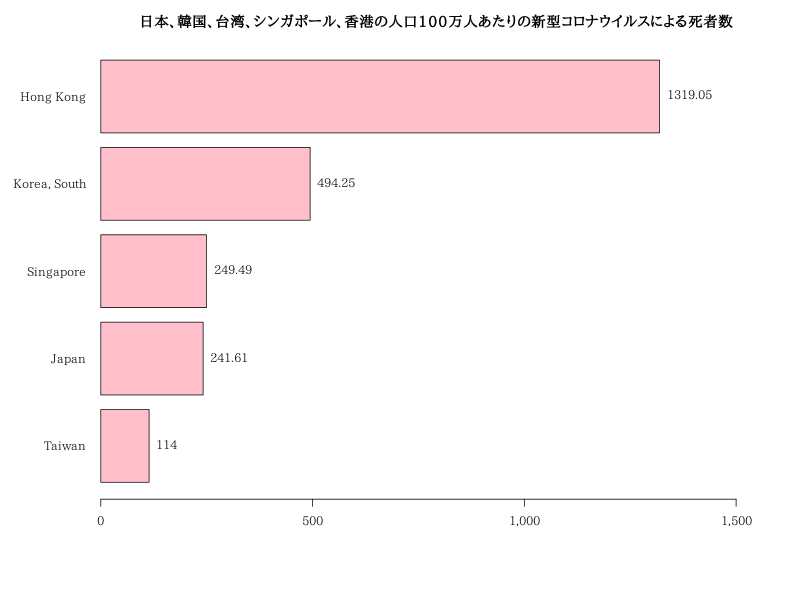 日本、韓国、台湾、シンガポール、香港の人口100万人あたりの新型コロナウイルスによる死者数
Hong Kong
1319.05
Korea, South
494.25
Singapore
249.49
Japan
241.61
Taiwan
114
0
500
1,000
1,500